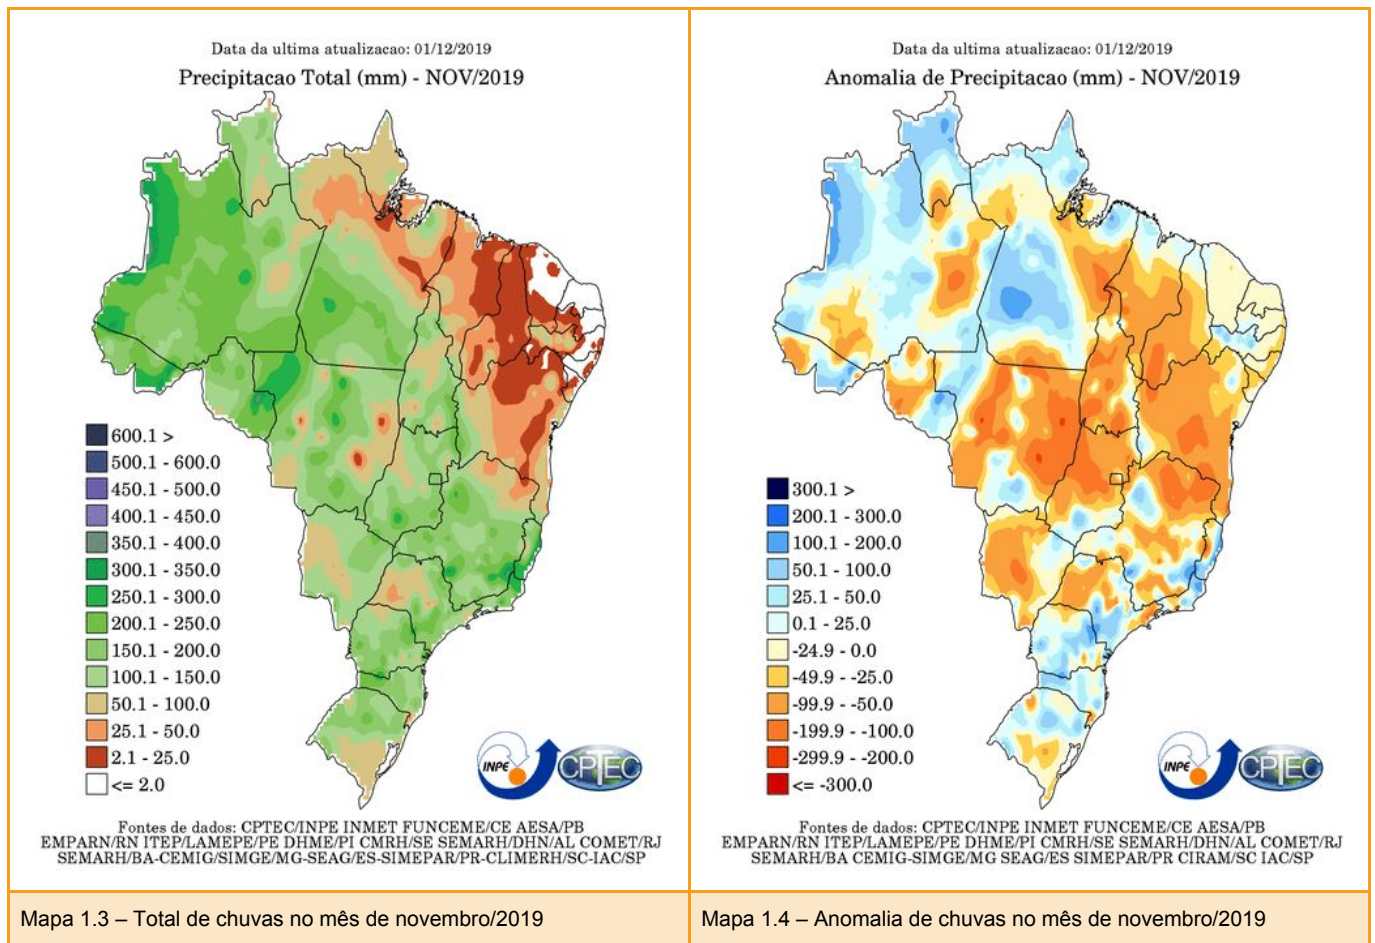 Data da ultima atualizacao: 01/12/2019
Precipitacao Total (mm) - NOV/2019
600.1 >
500.1 - 600.0
450.1 - 500.0
400.1 - 450.0
350.1 - 400.0
300.1 - 350.0
250.1 - 300.0
200.1 - 250.0
150.1 - 200.0
100.1 - 150.0
50.1 - 100.0
25.1 - 50.0
2.1 - 25.0
<= 2.0
INPE
CPTEC
Fontes de dados: CPTEC/INPE INMET FUNCEME/CE AESA/PB
EMPARN/RN ITEP/LAMEPE/PE DHME/PI CMRH/SE SEMARH/DHN/AL COMET/RJ
SEMARH/BA-CEMIG/SIMGE/MG-SEAG/ES-SIMEPAR/PR-CLIMERH/SC-IAC/SP
Mapa 1.3 – Total de chuvas no mês de novembro/2019
Data da ultima atualizacao: 01/12/2019
Anomalia de Precipitacao (mm) - NOV/2019
300.1 >
200.1 - 300.0
100.1 - 200.0
50.1 - 100.0
25.1 - 50.0
0.1 - 25.0
-24.9 - 0.0
-49.9 - -25.0
-99.9 - -50.0
-199.9 - -100.0
-299.9 - -200.0
<= -300.0
INPE
CPTEC
Fontes de dados: CPTEC/INPE INMET FUNCEME/CE AESA/PB
EMPARN/RN ITEP/LAMEPE/PE DHME/PI CMRH/SE SEMARH/DHN/AL COMET/RJ
SEMARH/BA CEMIG-SIMGE/MG SEAG/ES SIMEPAR/PR CIRAM/SC IAC/SP
Mapa 1.4 – Anomalia de chuvas no mês de novembro/2019